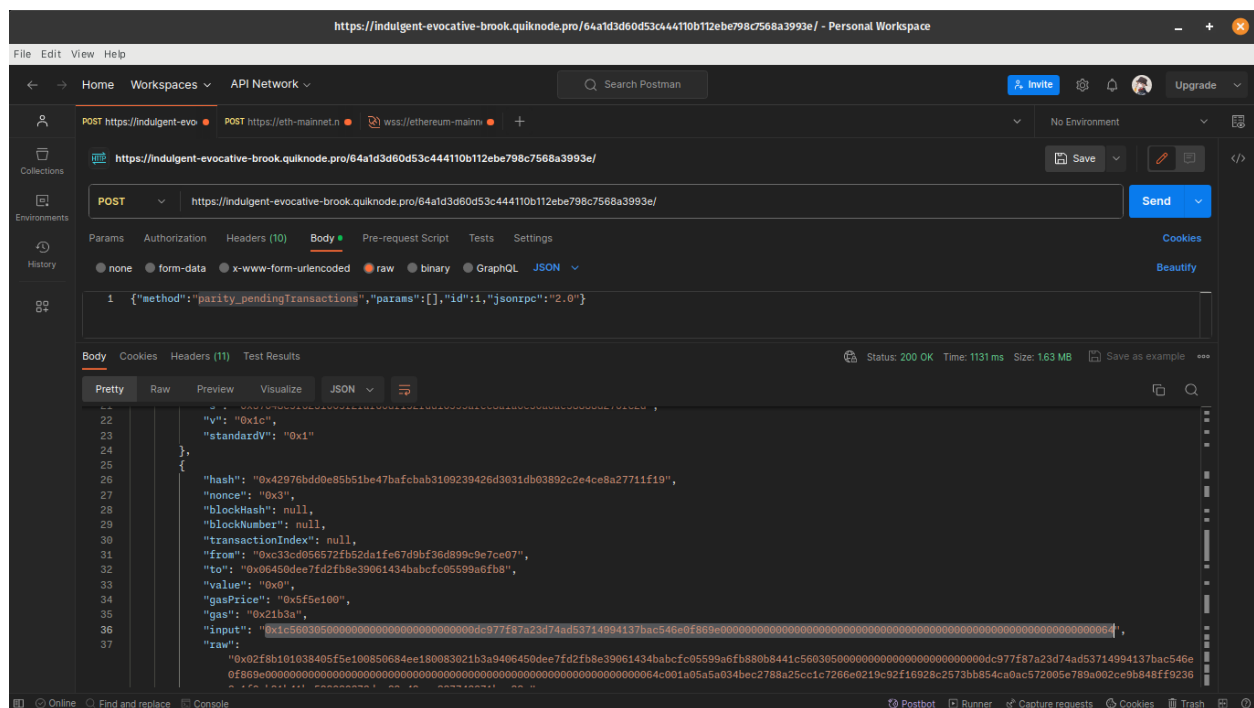 https://indulgent-evocative-brook.quiknode.pro/64a1d3d60d53c444110b112ebe798c7568a3993e/ - Personal Workspace
File Edit View Help
Home Workspaces API Network Search Postman Invite Upgrade
POST https://indulgent-evo POST https://eth-mainnet.n wss://ethereum-mainn No Environment
HTTP https://indulgent-evocative-brook.quiknode.pro/64a1d3d60d53c444110b112ebe798c7568a3993e/ Save
Collections
POST https://indulgent-evocative-brook.quiknode.pro/64a1d3d60d53c444110b112ebe798c7568a3993e/ Send
Environments
Params Authorization Headers (10) Body Pre-request Script Tests Settings Cookies
History
none form-data x-www-form-urlencoded raw binary GraphQL JSON Beautify
1 {"method":"parity_pendingTransactions","params":[],"id":1,"jsonrpc":"2.0"}
Body Cookies Headers (11) Test Results Status: 200 OK Time: 1131 ms Size: 1.63 MB Save as example
Pretty Raw Preview Visualize JSON
22 "v": "0x1c",
23 "standardV": "0x1"
24 },
25 {
26 "hash": "0x42976bdd0e85b51be47bafcbab3109239426d3031db03892c2e4ce8a27711f19",
27 "nonce": "0x3",
28 "blockHash": null,
29 "blockNumber": null,
30 "transactionIndex": null,
31 "from": "0xc33cd056572fb52da1fe67d9bf36d899c9e7ce07",
32 "to": "0x06450dee7fd2fb8e39061434babcfc05599a6fb8",
33 "value": "0x0",
34 "gasPrice": "0x5f5e100",
35 "gas": "0x21b3a",
36 "input": "0x1c560305000000000000000000000000dc977f87a23d74ad53714994137bac546e0f869e0000000000000000000000000000000000000000000000000000000000000064",
37 "raw":
"0x02f8b101038405f5e100850684ee180083021b3a9406450dee7fd2fb8e39061434babcfc05599a6fb880b8441c560305000000000000000000000000dc977f87a23d74ad53714994137bac546e
0f869e0000000000000000000000000000000000000000000000000000000000000064c001a05a5a034bec2788a25cc1c7266e0219c92f16928c2573bb854ca0ac572005e789a002ce9b848ff9236
Online Find and replace Console Postbot Runner Capture requests Cookies Trash